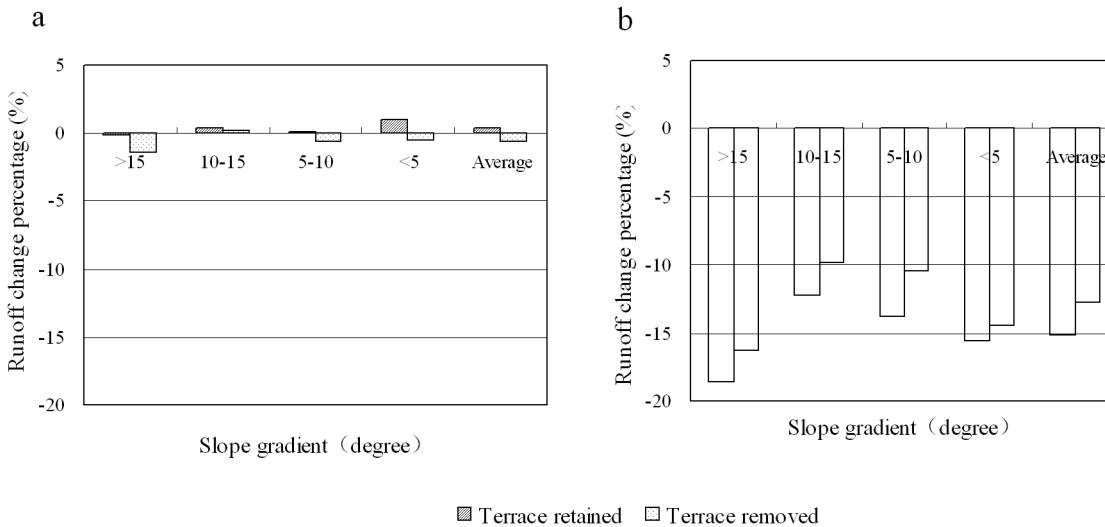 a
Runoff change percentage (%)
5
0
-5
-10
-15
-20
>15
10-15
5-10
<5
Average
Slope gradient（degree）
b
Runoff change percentage (%)
5
0
-5
-10
-15
-20
>15
10-15
5-10
<5
Average
Slope gradient（degree）
Terrace retained
Terrace removed